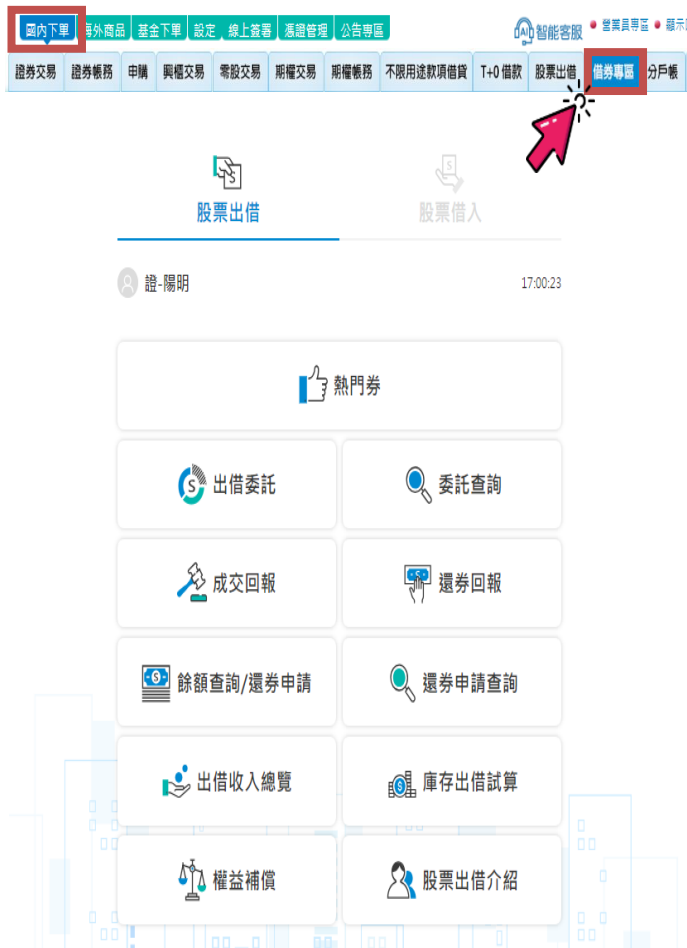 國內下單 海外商品 基金下單 設定 線上簽署 憑證管理 公告專區 AI 智能客服 營業員專區 顯示
證券交易 證券帳務 申購 興櫃交易 零股交易 期權交易 期權帳務 不限用途款項借貸 T+0 借款 股票出借 借券專區 分戶帳
股票出借 股票借入
證-陽明 17:00:23
熱門券
出借委託 委託查詢
成交回報 還券回報
餘額查詢/還券申請 還券申請查詢
出借收入總覽 庫存出借試算
權益補償 股票出借介紹